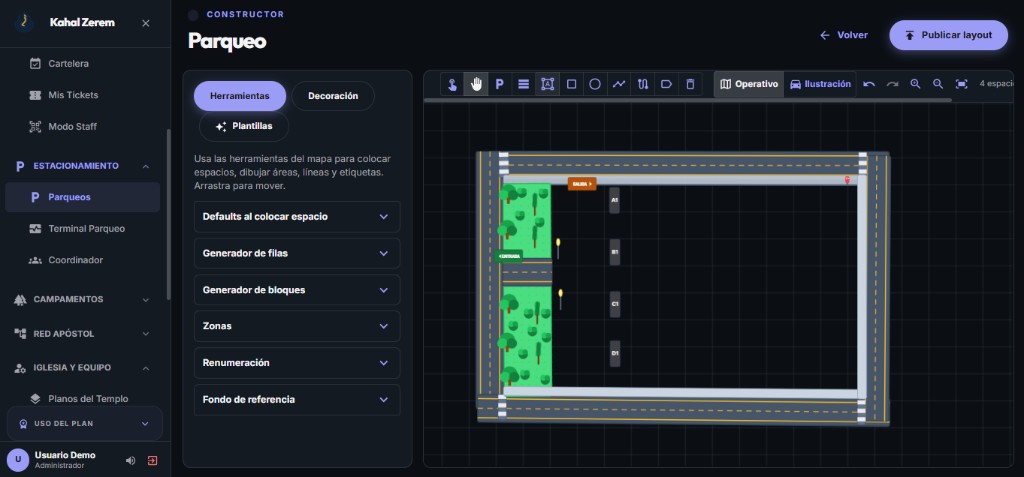 Kahal Zerem
Cartelera
Mis Tickets
Modo Staff
ESTACIONAMIENTO
Parqueos
Terminal Parqueo
Coordinador
CAMPAMENTOS
RED APÓSTOL
IGLESIA Y EQUIPO
Planos del Templo
USO DEL PLAN
U
Usuario Demo
Administrador
CONSTRUCTOR
Parqueo
Volver
Publicar layout
Herramientas
Decoración
Plantillas
Usa las herramientas del mapa para colocar
espacios, dibujar áreas, líneas y etiquetas.
Arrastra para mover.
Defaults al colocar espacio
Generador de filas
Generador de bloques
Zonas
Renumeración
Fondo de referencia
P
A
Operativo
Ilustración
4 espaci
SALIDA
A1
ENTRADA
B1
C1
D1